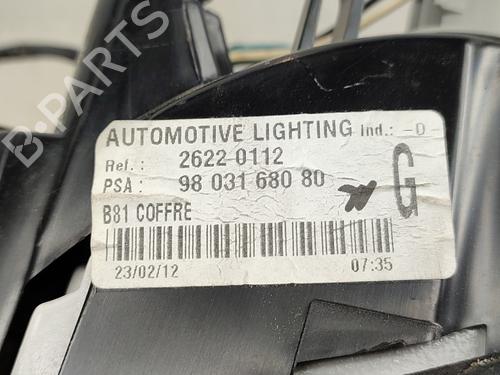 B-PARTS
AUTOMOTIVE LIGHTING Ind.: -D-
Ref.: 2622 0112
PSA: 98 031 680 80
G
B81 COFFRE
23/02/12 07:35